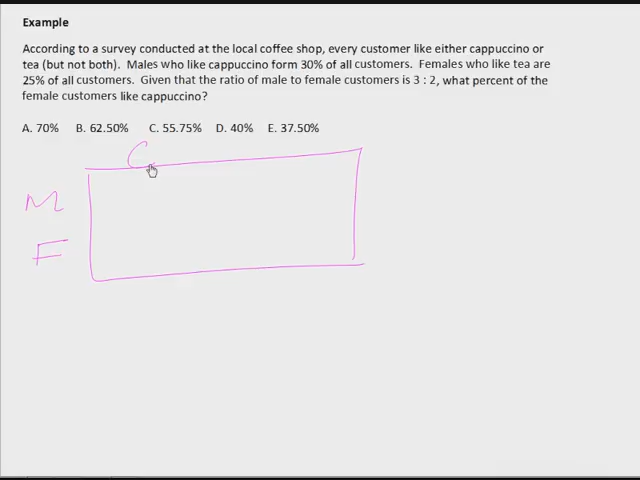 Example
According to a survey conducted at the local coffee shop, every customer like either cappuccino or
tea (but not both).  Males who like cappuccino form 30% of all customers.  Females who like tea are
25% of all customers.  Given that the ratio of male to female customers is 3 : 2, what percent of the
female customers like cappuccino?
A. 70%    B. 62.50%    C. 55.75%    D. 40%    E. 37.50%
C
M
F